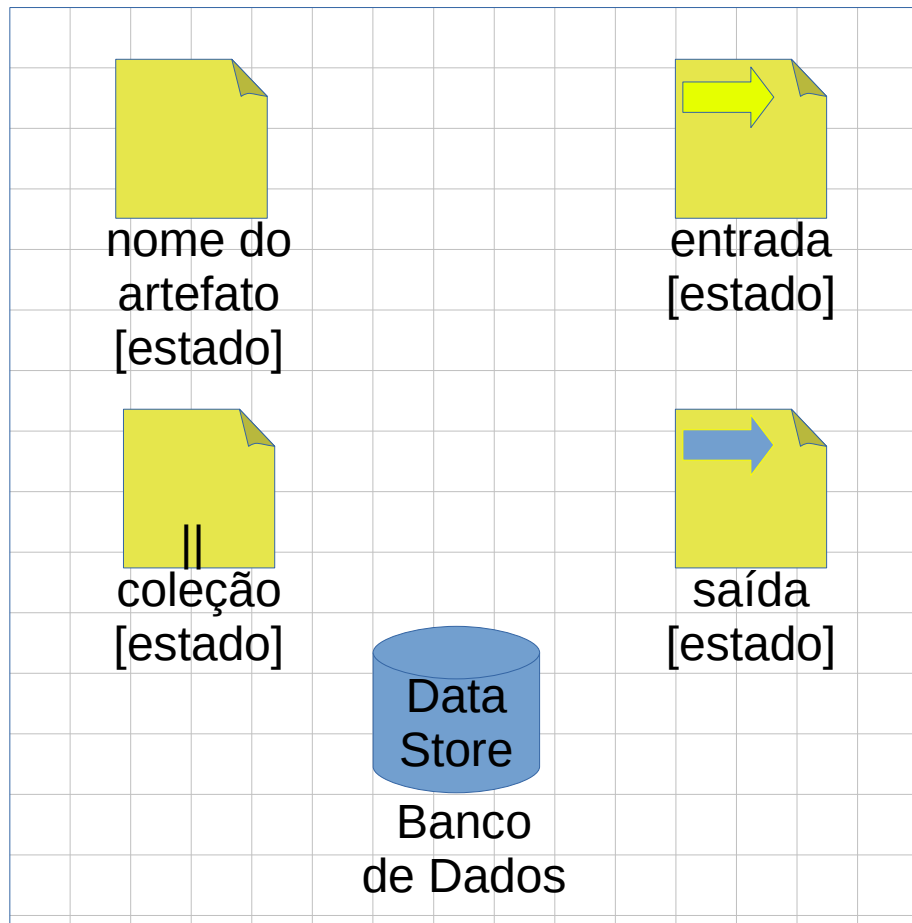 nome do
artefato
[estado]
entrada
[estado]
||
coleção
[estado]
saída
[estado]
Data
Store
Banco
de Dados